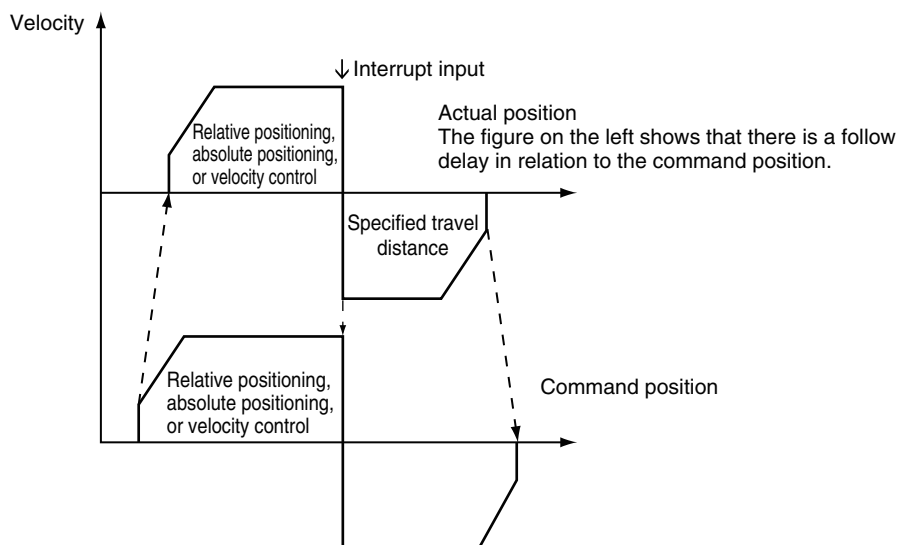 Velocity
Interrupt input
Actual position
The figure on the left shows that there is a follow
delay in relation to the command position.
Relative positioning,
absolute positioning,
or velocity control
Specified travel
distance
Relative positioning,
absolute positioning,
or velocity control
Command position